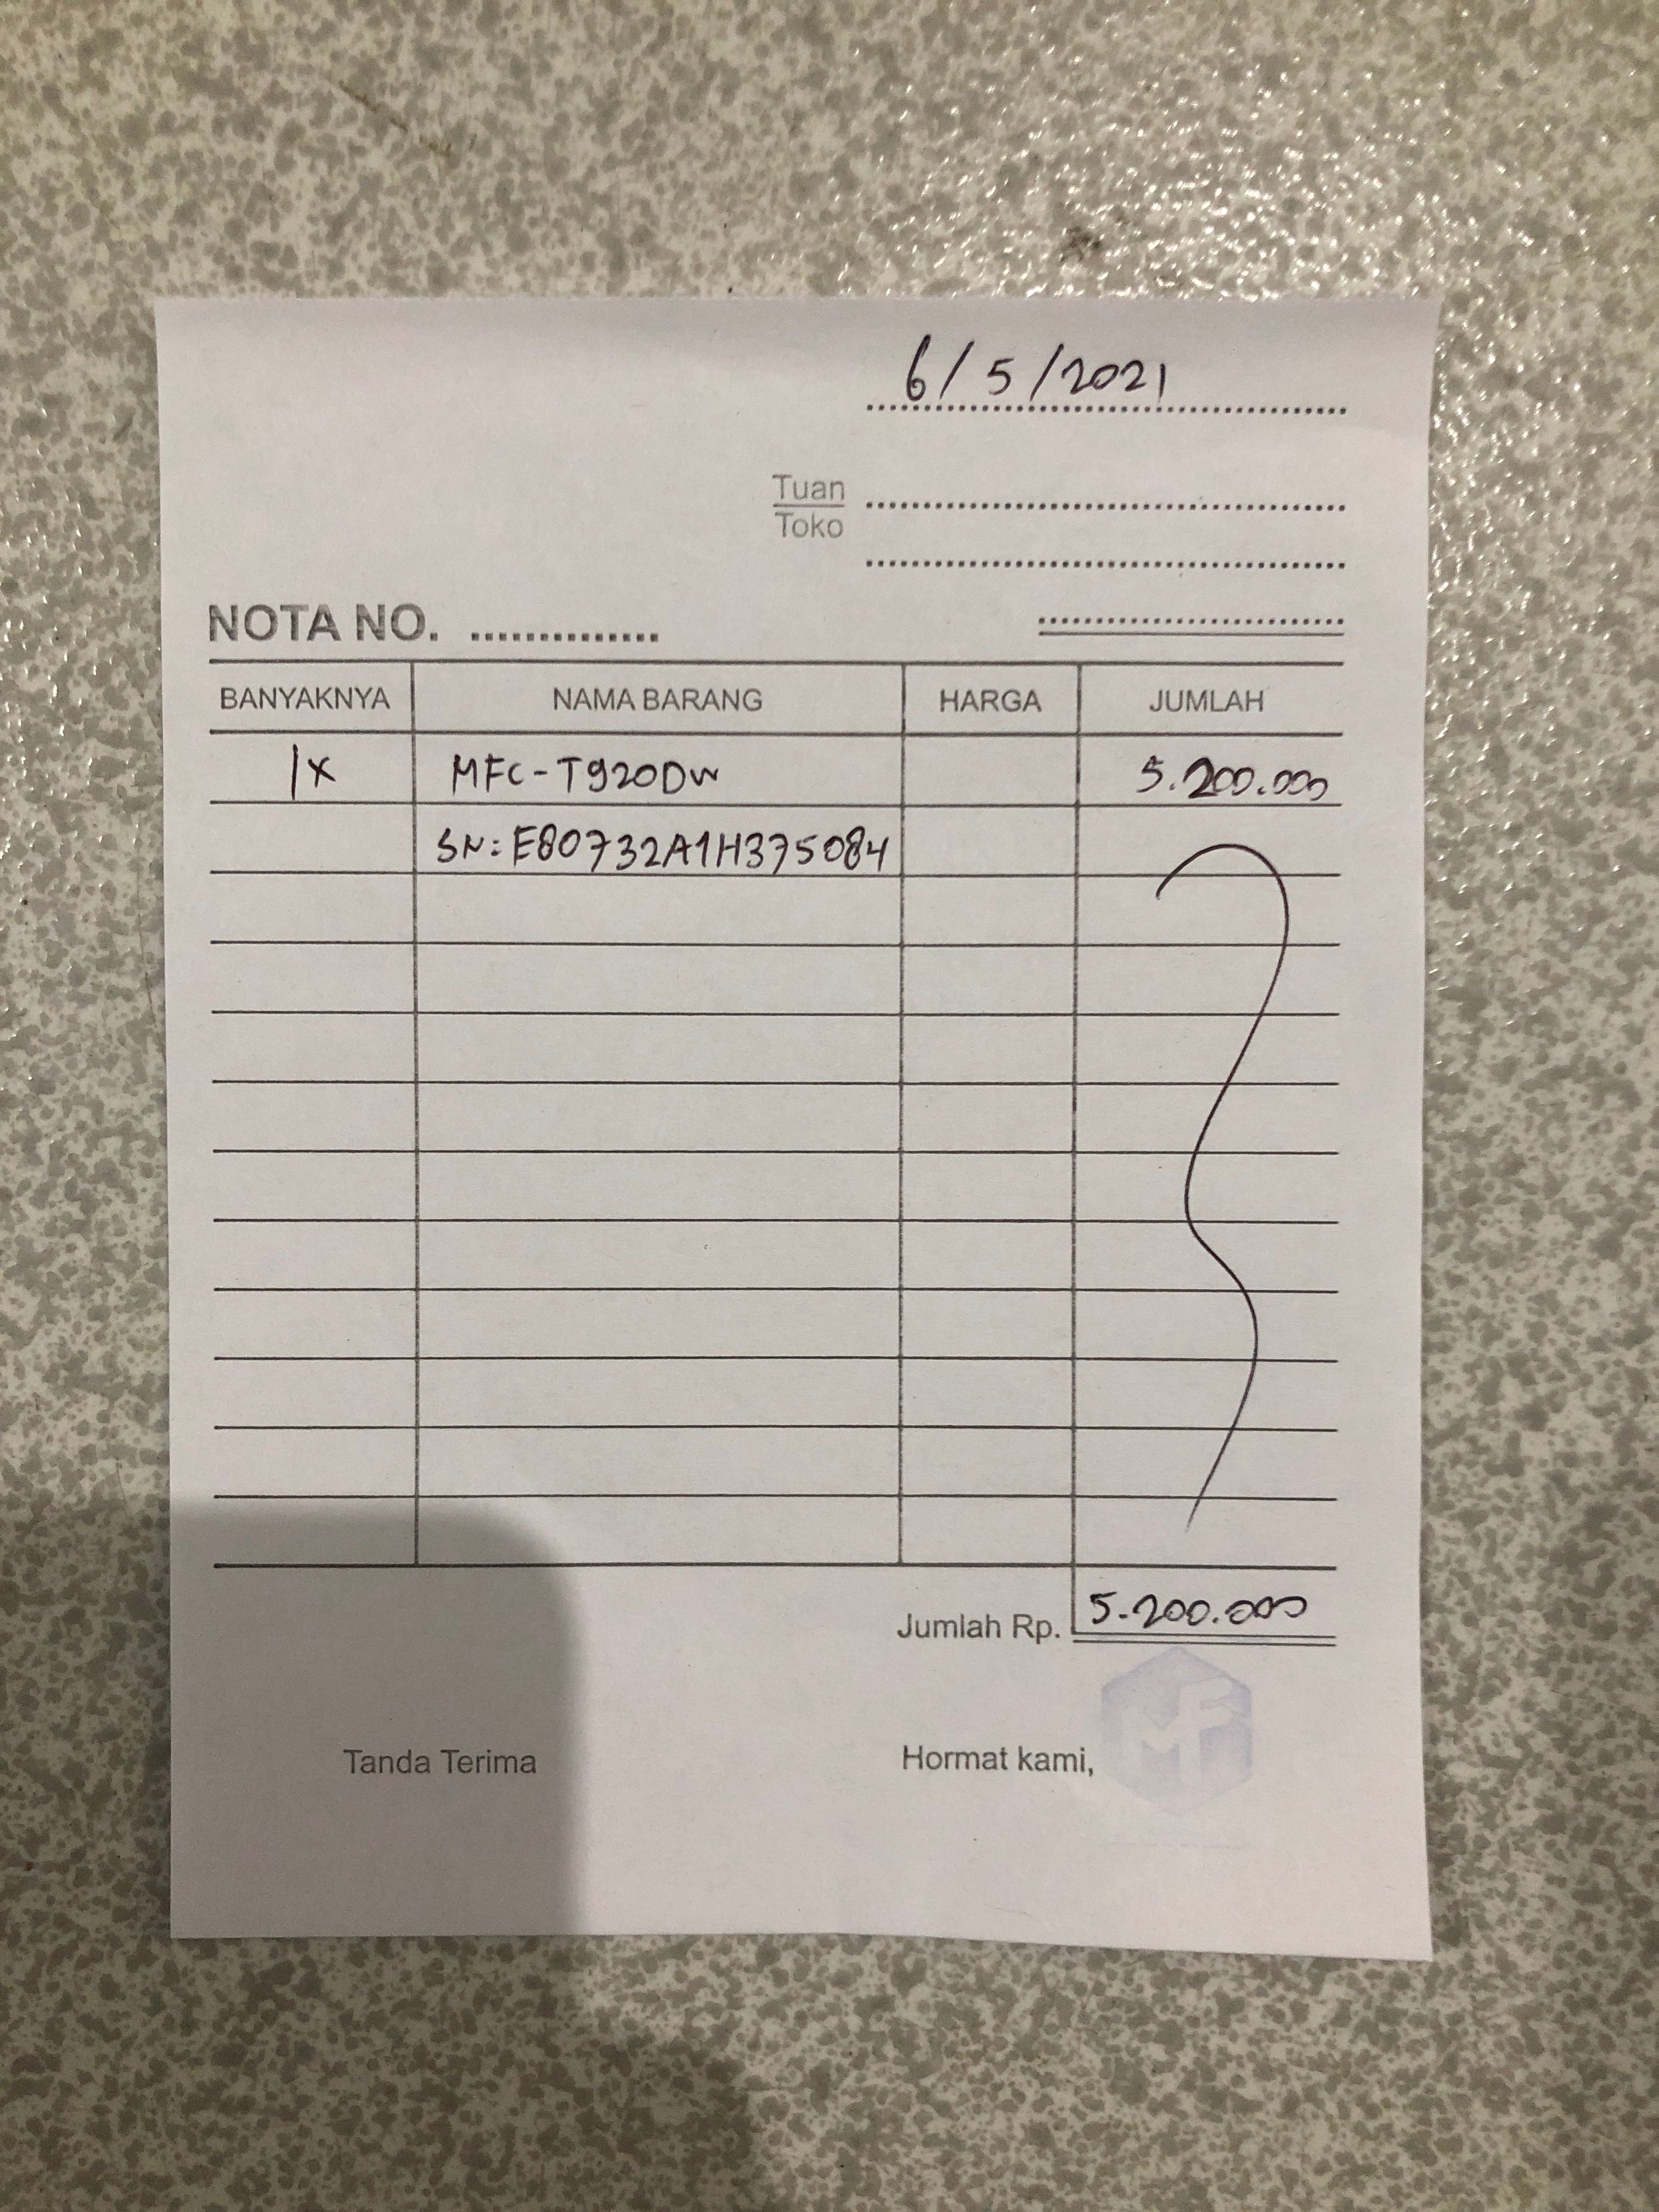 6/5/2021
Tuan
Toko
NOTA NO.
BANYAKNYA NAMA BARANG HARGA JUMLAH
1x MFC-T920DW 5.200.000
SN: E80732A1H375084
Jumlah Rp. 5.200.000
Tanda Terima Hormat kami,
MF